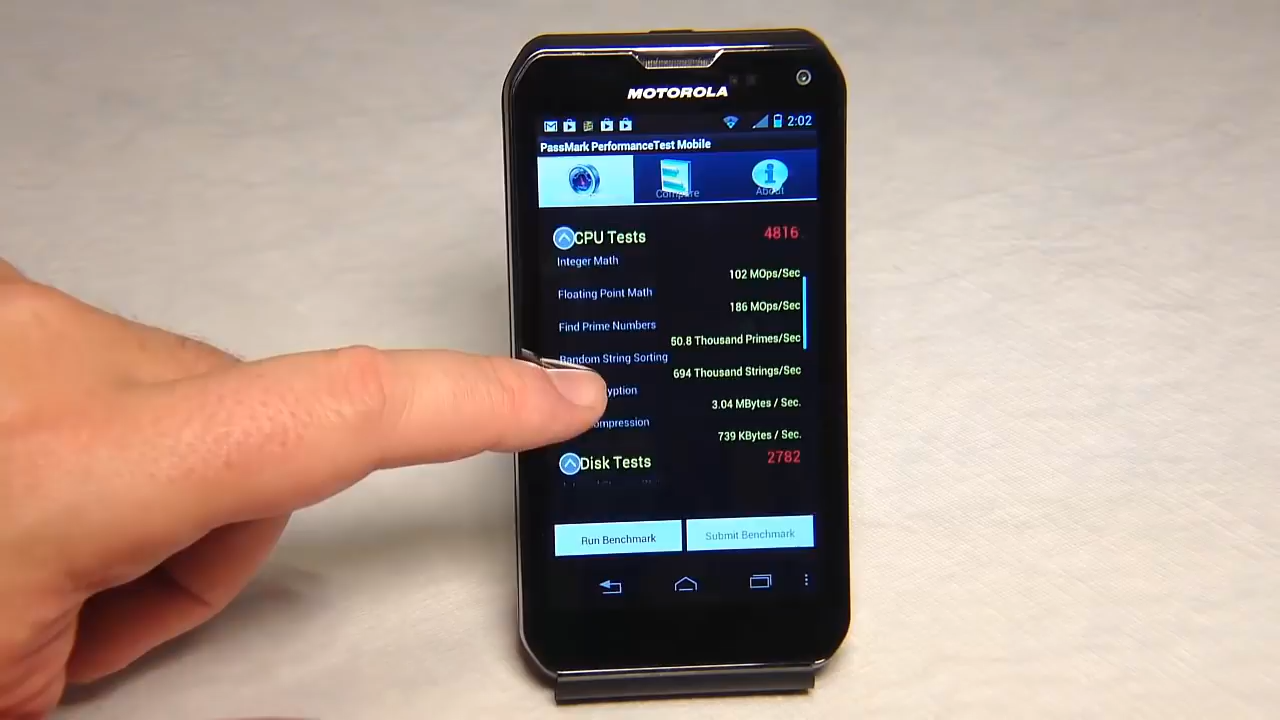 MOTOROLA
2:02
PassMark PerformanceTest Mobile
Compare
About
CPU Tests 4816
Integer Math
102 MOps/Sec
Floating Point Math
186 MOps/Sec
Find Prime Numbers
50.8 Thousand Primes/Sec
Random String Sorting
694 Thousand Strings/Sec
yption
3.04 MBytes / Sec.
ompression
739 KBytes / Sec.
Disk Tests 2782
Run Benchmark
Submit Benchmark